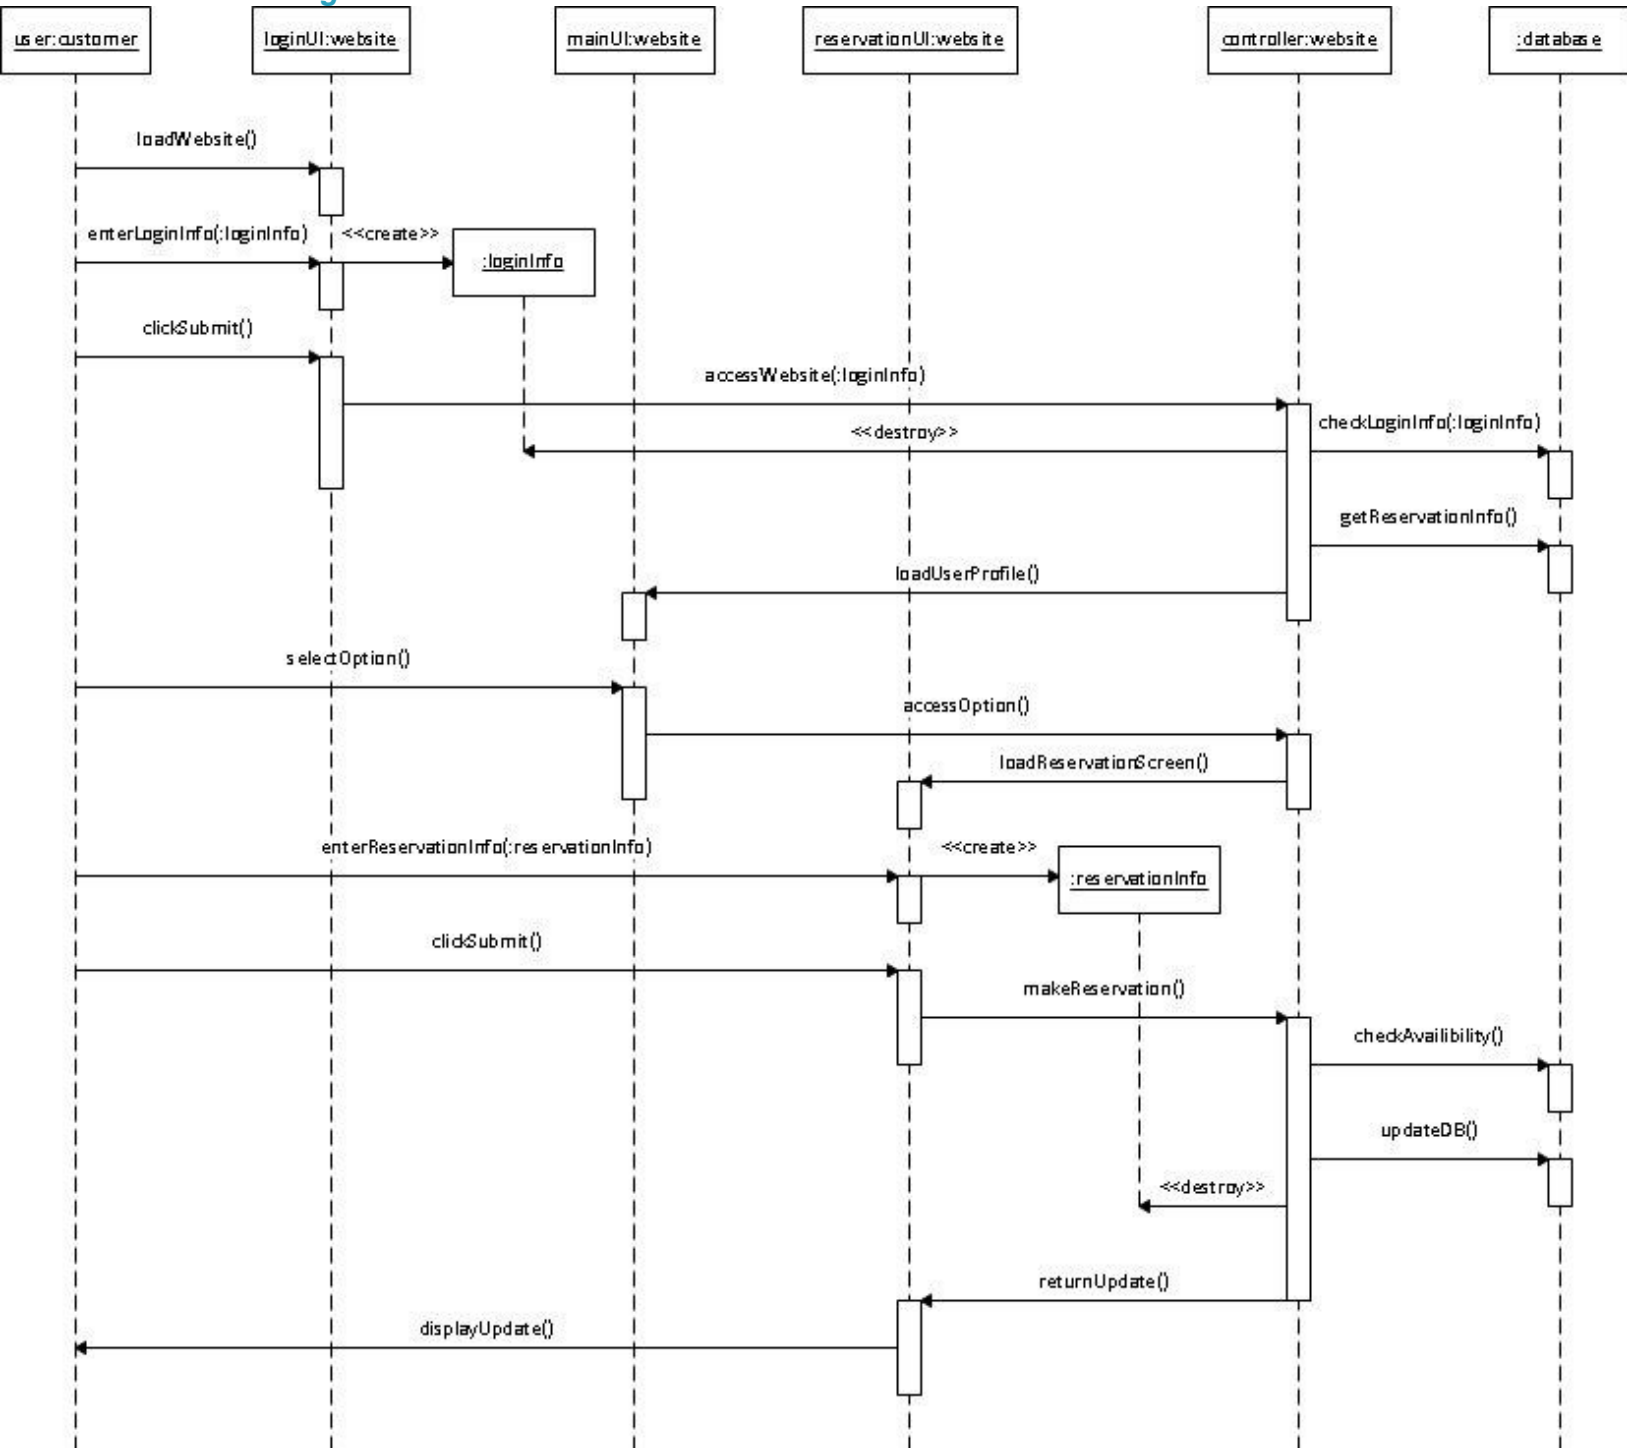 user:customer
loginUI:website
mainUI:website
reservationUI:website
controller:website
:database
loadWebsite()
enterLoginInfo(:loginInfo)
<<create>>
:loginInfo
clickSubmit()
accessWebsite(:loginInfo)
checkLoginInfo(:loginInfo)
<<destroy>>
getReservationInfo()
loadUserProfile()
selectOption()
accessOption()
loadReservationScreen()
enterReservationInfo(:reservationInfo)
<<create>>
:reservationInfo
clickSubmit()
makeReservation()
checkAvailibility()
updateDB()
<<destroy>>
returnUpdate()
displayUpdate()